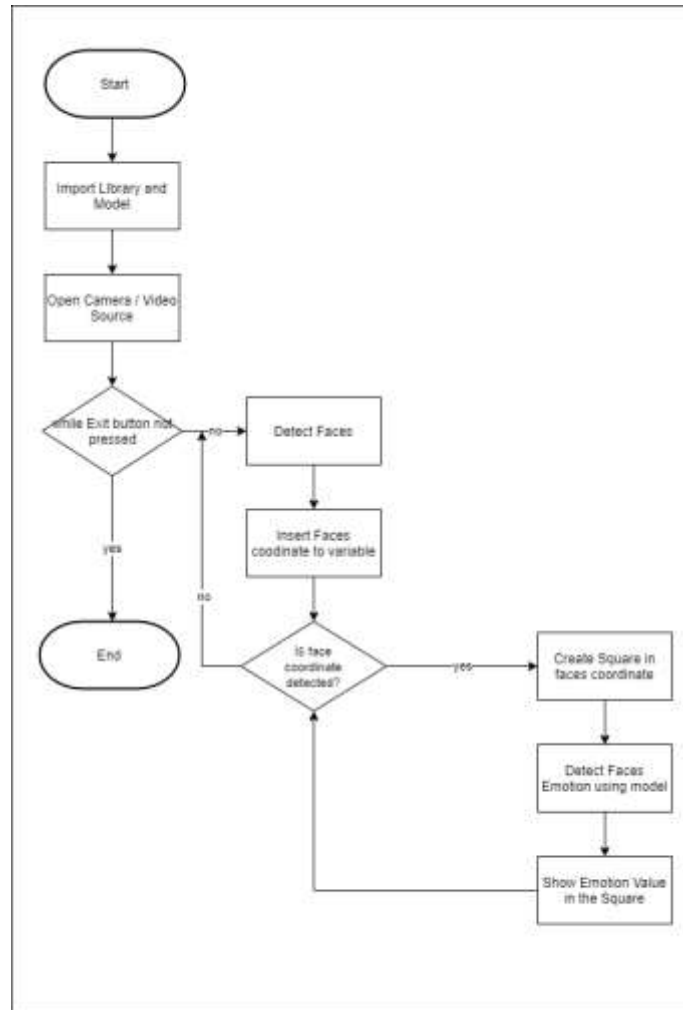 Start
Import Library and
Model
Open Camera / Video
Source
while Exit button not
pressed
no
Detect Faces
Insert Faces
coodinate to variable
yes
no
End
Is face
coordinate
detected?
yes
Create Square in
faces coordinate
Detect Faces
Emotion using model
Show Emotion Value
in the Square